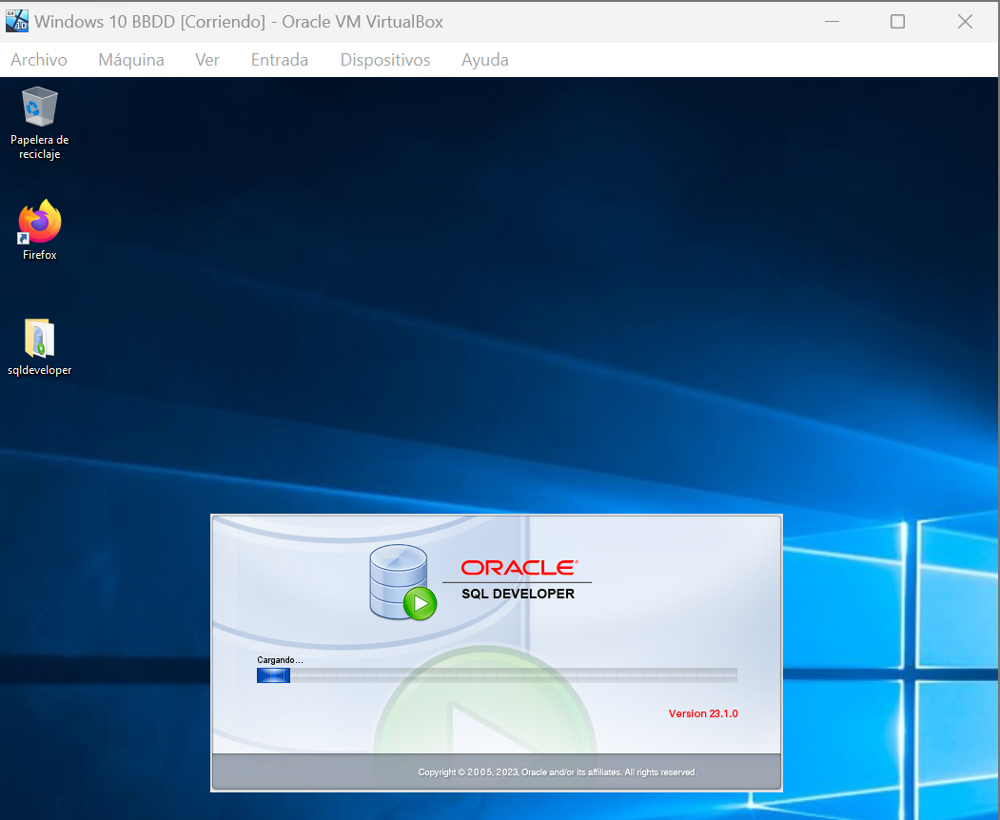 Windows 10 BBDD [Corriendo] - Oracle VM VirtualBox
Archivo Máquina Ver Entrada Dispositivos Ayuda
Papelera de
reciclaje
Firefox
sqldeveloper
ORACLE®
SQL DEVELOPER
Cargando...
Version 23.1.0
Copyright © 2005, 2023, Oracle and/or its affiliates. All rights reserved.